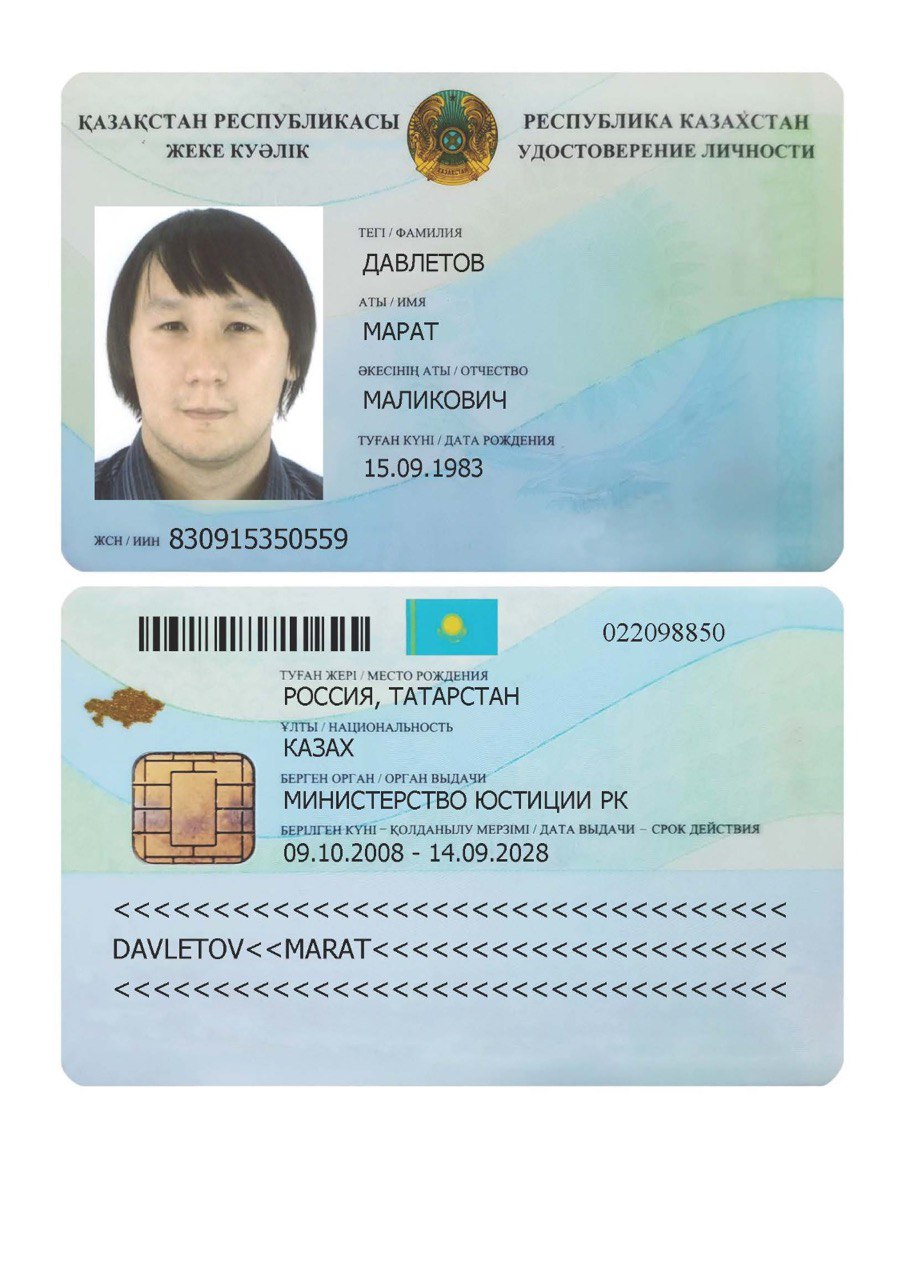 ҚАЗАҚСТАН РЕСПУБЛИКАСЫ
ЖЕКЕ КУӘЛІК
РЕСПУБЛИКА КАЗАХСТАН
УДОСТОВЕРЕНИЕ ЛИЧНОСТИ
ҚАЗАҚСТАН
ТЕГІ / ФАМИЛИЯ
ДАВЛЕТОВ
АТЫ / ИМЯ
МАРАТ
ӘКЕСІНІҢ АТЫ / ОТЧЕСТВО
МАЛИКОВИЧ
ТУҒАН КҮНІ / ДАТА РОЖДЕНИЯ
15.09.1983
ЖСН / ИИН 830915350559
022098850
ТУҒАН ЖЕРІ / МЕСТО РОЖДЕНИЯ
РОССИЯ, ТАТАРСТАН
ҰЛТЫ / НАЦИОНАЛЬНОСТЬ
КАЗАХ
БЕРГЕН ОРГАН / ОРГАН ВЫДАЧИ
МИНИСТЕРСТВО ЮСТИЦИИ РК
БЕРІЛГЕН КҮНІ – ҚОЛДАНЫЛУ МЕРЗІМІ / ДАТА ВЫДАЧИ – СРОК ДЕЙСТВИЯ
09.10.2008 - 14.09.2028
<<<<<<<<<<<<<<<<<<<<<<<<<<<<<<<<<<
DAVLETOV<<MARAT<<<<<<<<<<<<<<<<<<<<<
<<<<<<<<<<<<<<<<<<<<<<<<<<<<<<<<<<